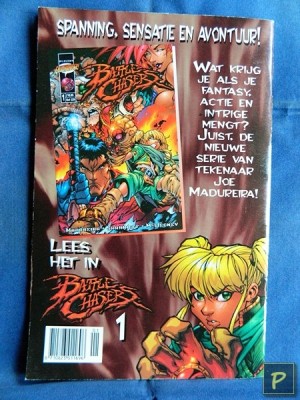 SPANNING, SENSATIE EN AVONTUUR!
BATTLE CHASERS
WAT KRIJG
JE ALS JE
FANTASY,
ACTIE EN
INTRIGE
MENGT?
JUIST, DE
NIEUWE
SERIE VAN
TEKENAAR
JOE
MADUREIRA!
LEES
HET IN
BATTLE
CHASERS
1
P